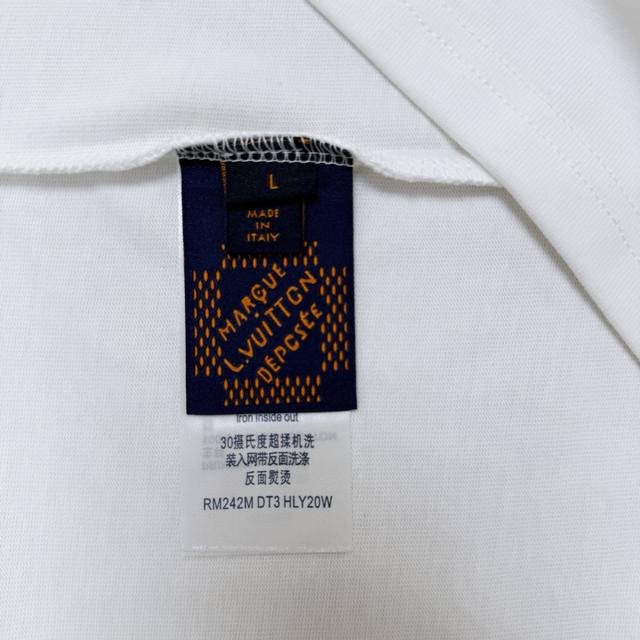 L
MADE
IN
ITALY
MARQUE
L.VUITTON
DÉPOSÉE
Iron inside out
30摄氏度超揉机洗
装入网带反面洗涤
反面熨烫
RM242M DT3 HLY20W